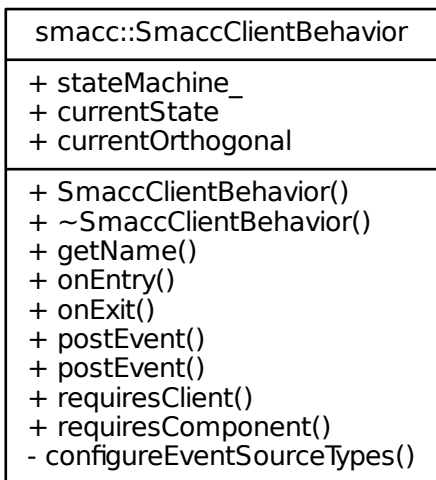 smacc::SmaccClientBehavior
+ stateMachine_
+ currentState
+ currentOrthogonal
+ SmaccClientBehavior()
+ ~SmaccClientBehavior()
+ getName()
+ onEntry()
+ onExit()
+ postEvent()
+ postEvent()
+ requiresClient()
+ requiresComponent()
- configureEventSourceTypes()